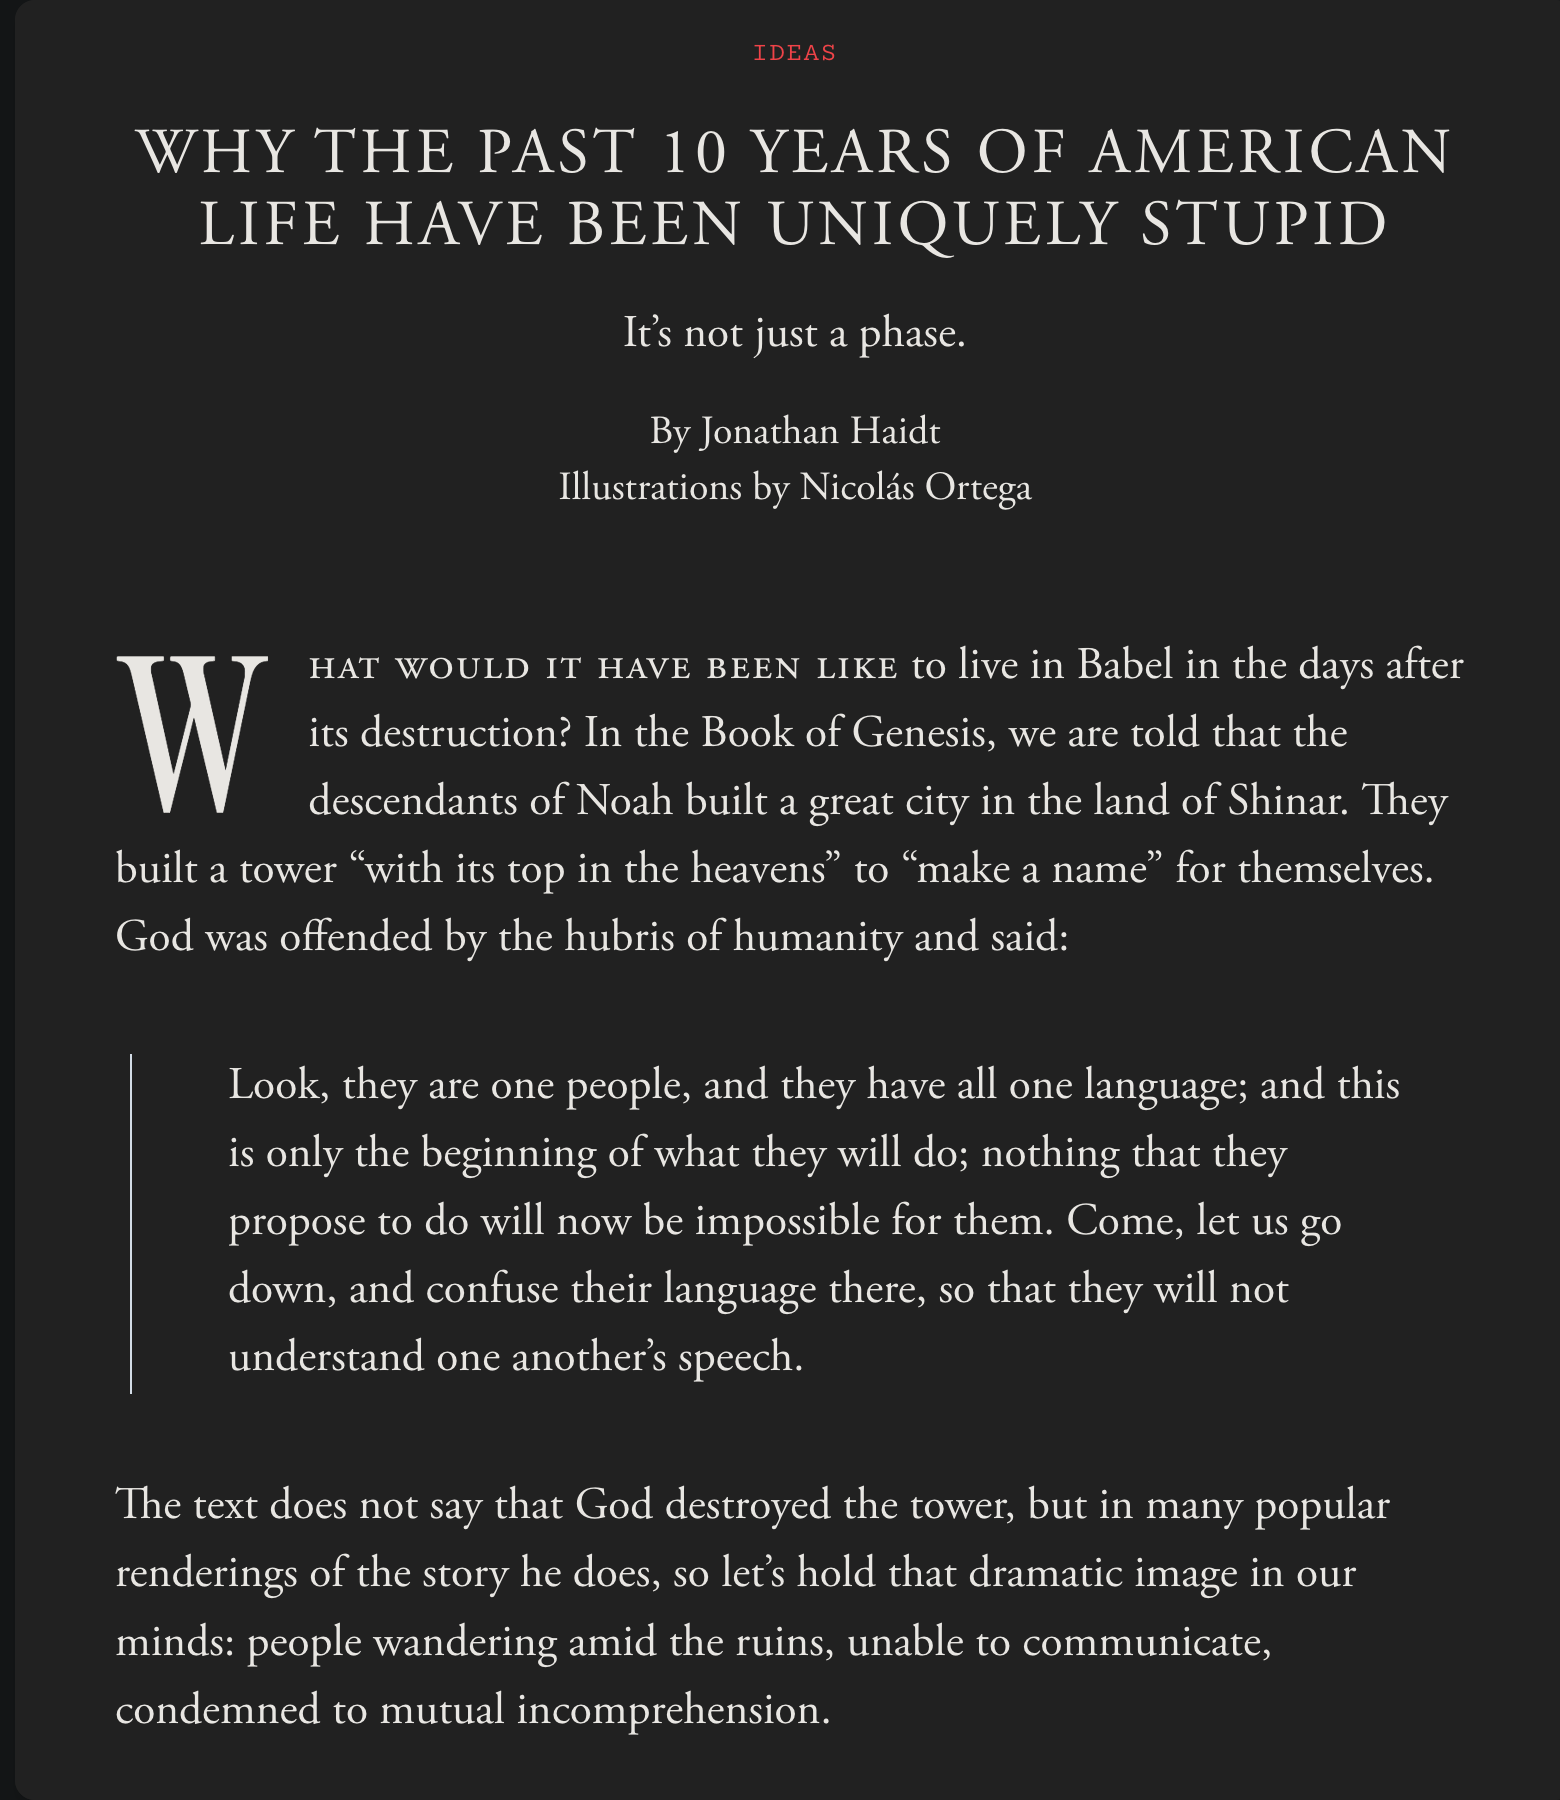 IDEAS
WHY THE PAST 10 YEARS OF AMERICAN
LIFE HAVE BEEN UNIQUELY STUPID
It’s not just a phase.
By Jonathan Haidt
Illustrations by Nicolás Ortega
WHAT WOULD IT HAVE BEEN LIKE to live in Babel in the days after
its destruction? In the Book of Genesis, we are told that the
descendants of Noah built a great city in the land of Shinar. They
built a tower “with its top in the heavens” to “make a name” for themselves.
God was offended by the hubris of humanity and said:
Look, they are one people, and they have all one language; and this
is only the beginning of what they will do; nothing that they
propose to do will now be impossible for them. Come, let us go
down, and confuse their language there, so that they will not
understand one another’s speech.
The text does not say that God destroyed the tower, but in many popular
renderings of the story he does, so let’s hold that dramatic image in our
minds: people wandering amid the ruins, unable to communicate,
condemned to mutual incomprehension.